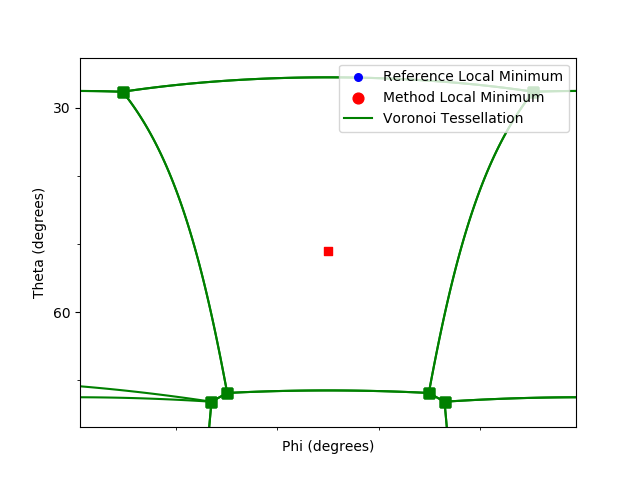 Reference Local Minimum
Method Local Minimum
Voronoi Tessellation
30
60
Theta (degrees)
Phi (degrees)